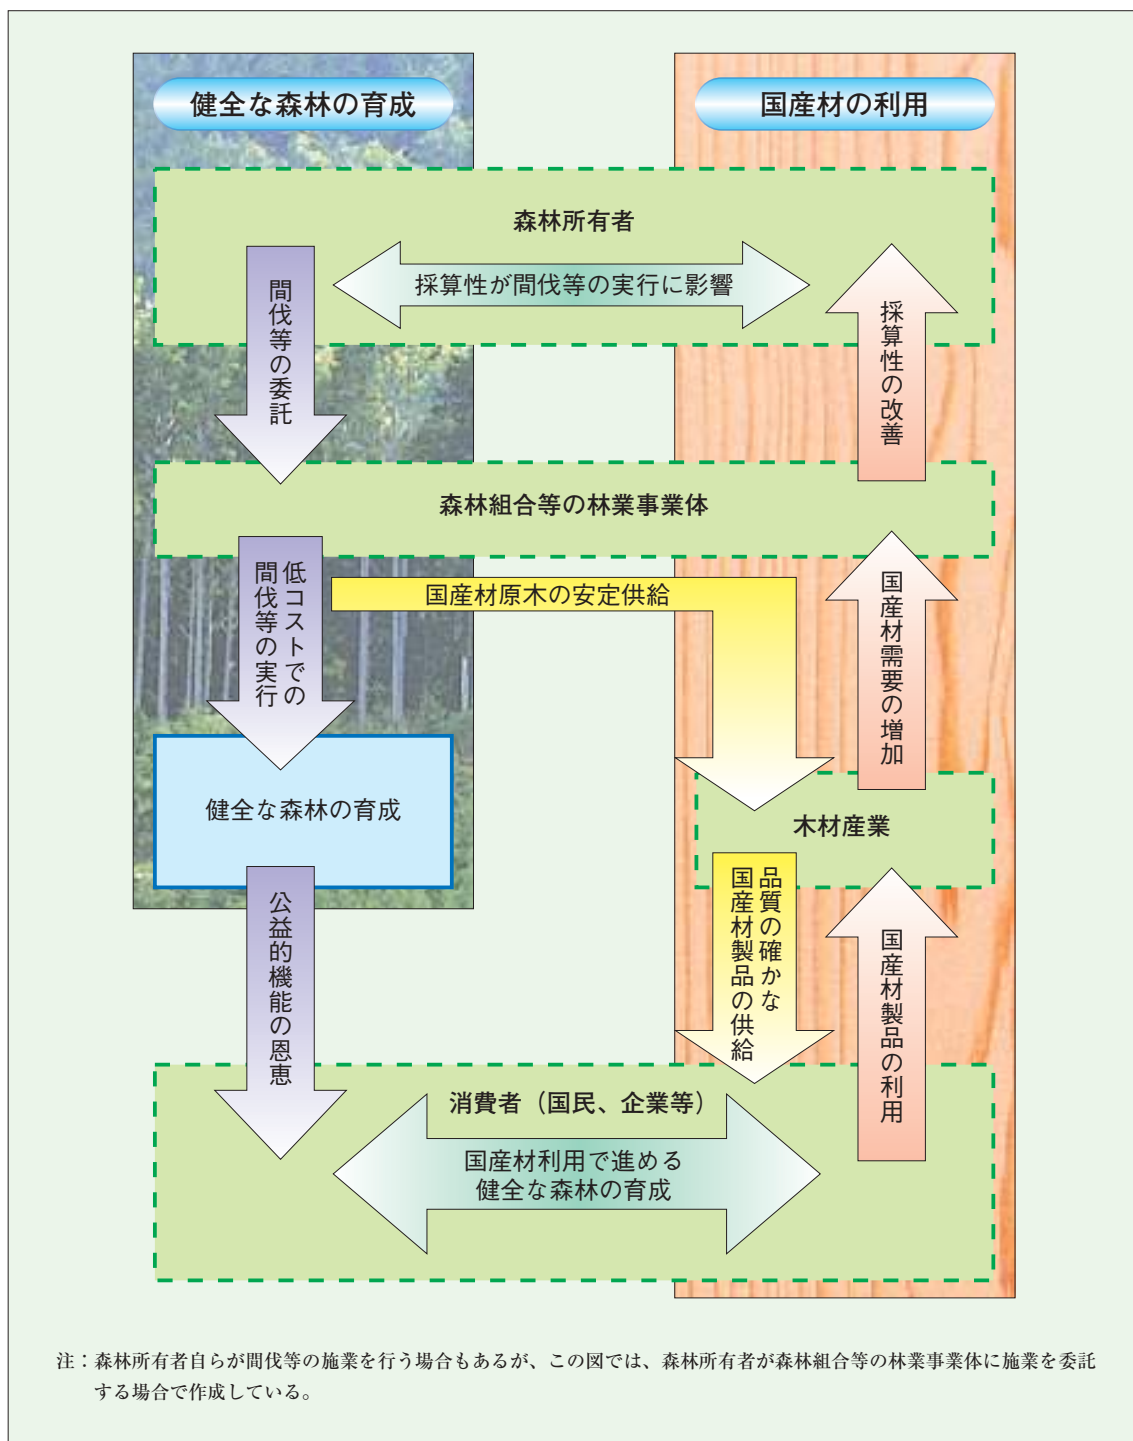 健全な森林の育成
国産材の利用
森林所有者
採算性が間伐等の実行に影響
間伐等の委託
採算性の改善
森林組合等の林業事業体
低コストでの
間伐等の実行
国産材原木の安定供給
国産材需要の増加
健全な森林の育成
木材産業
公益的機能の恩恵
品質の確かな
国産材製品の供給
国産材製品の利用
消費者（国民、企業等）
国産材利用で進める
健全な森林の育成
注：森林所有者自らが間伐等の施業を行う場合もあるが、この図では、森林所有者が森林組合等の林業事業体に施業を委託
する場合で作成している。